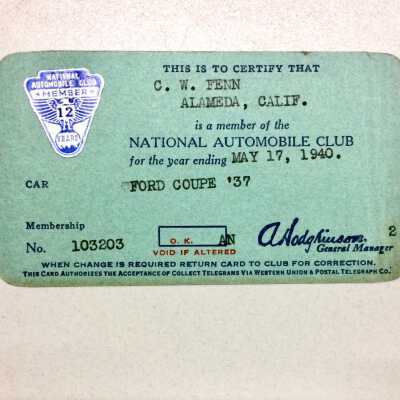 THIS IS TO CERTIFY THAT
C. W. FENN
ALAMEDA, CALIF.
NATIONAL
AUTOMOBILE CLUB
MEMBER
12
YEARS
is a member of the
NATIONAL AUTOMOBILE CLUB
for the year ending MAY 17, 1940.
CAR FORD COUPE '37
Membership
No. 103203
O. K. AN
VOID IF ALTERED
A Hodghinson
General Manager
2
WHEN CHANGE IS REQUIRED RETURN CARD TO CLUB FOR CORRECTION.
THIS CARD AUTHORIZES THE ACCEPTANCE OF COLLECT TELEGRAMS VIA WESTERN UNION & POSTAL TELEGRAPH CO.